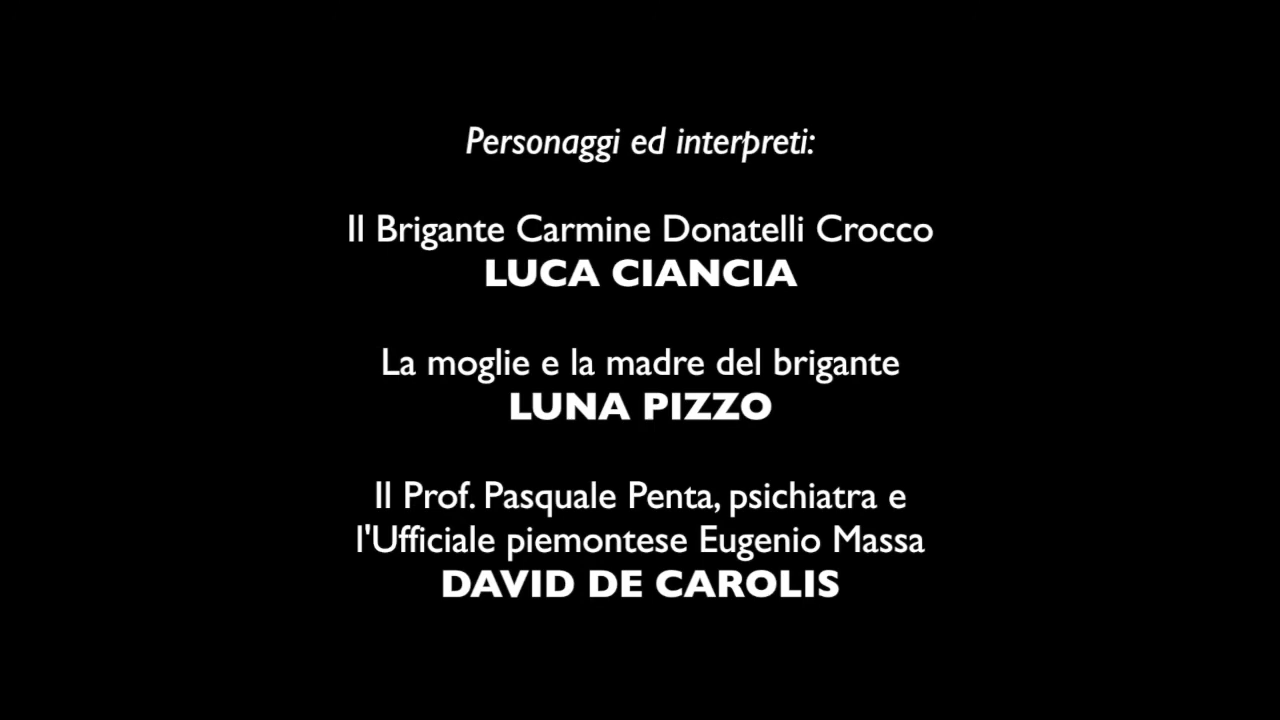 Personaggi ed interpreti:
Il Brigante Carmine Donatelli Crocco
LUCA CIANCIA
La moglie e la madre del brigante
LUNA PIZZO
Il Prof. Pasquale Penta, psichiatra e
l'Ufficiale piemontese Eugenio Massa
DAVID DE CAROLIS